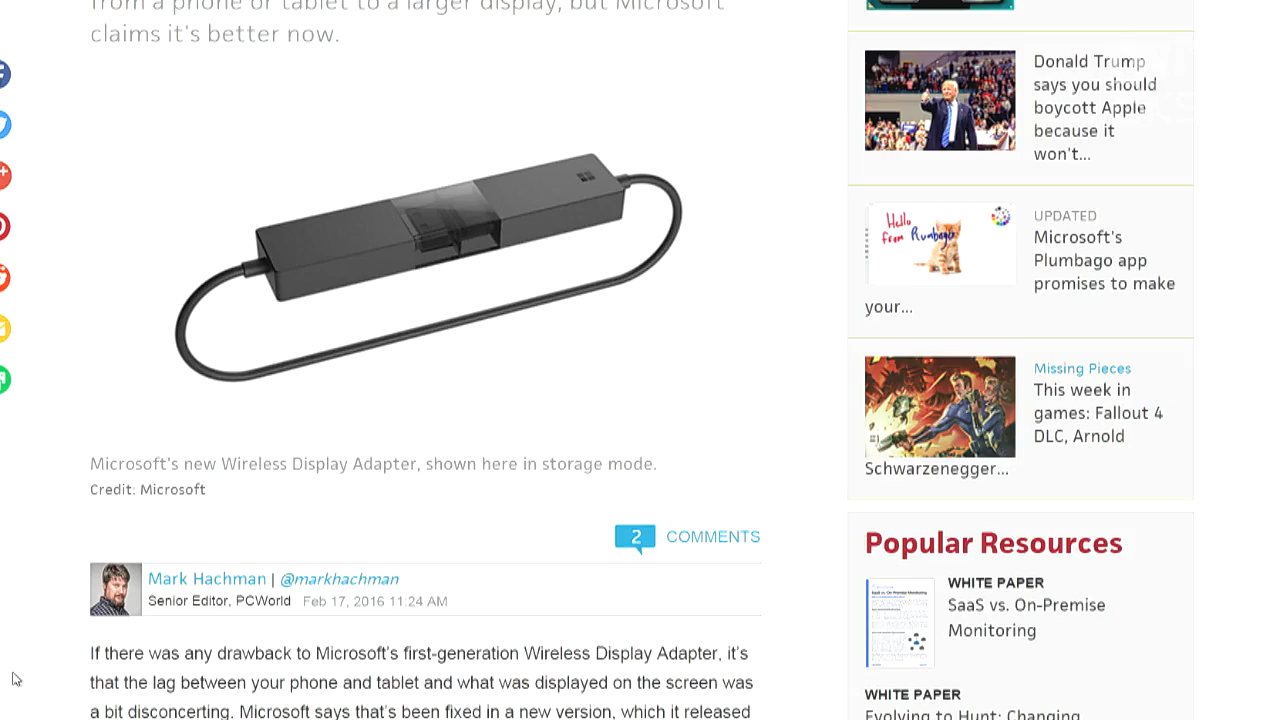 from a phone or tablet to a larger display, but Microsoft
claims it's better now.
Microsoft's new Wireless Display Adapter, shown here in storage mode.
Credit: Microsoft
2 COMMENTS
Mark Hachman | @markhachman
Senior Editor, PCWorld Feb 17, 2016 11:24 AM
If there was any drawback to Microsoft's first-generation Wireless Display Adapter, it's
that the lag between your phone and tablet and what was displayed on the screen was
a bit disconcerting. Microsoft says that's been fixed in a new version, which it released
Donald Trump
says you should
boycott Apple
because it
won't...
Hello
from Rumbago
UPDATED
Microsoft's
Plumbago app
promises to make
your...
Missing Pieces
This week in
games: Fallout 4
DLC, Arnold
Schwarzenegger...
Popular Resources
WHITE PAPER
SaaS vs. On-Premise
Monitoring
SaaS vs. On-Premise Monitoring
WHITE PAPER
Evolving to Hunt: Changing